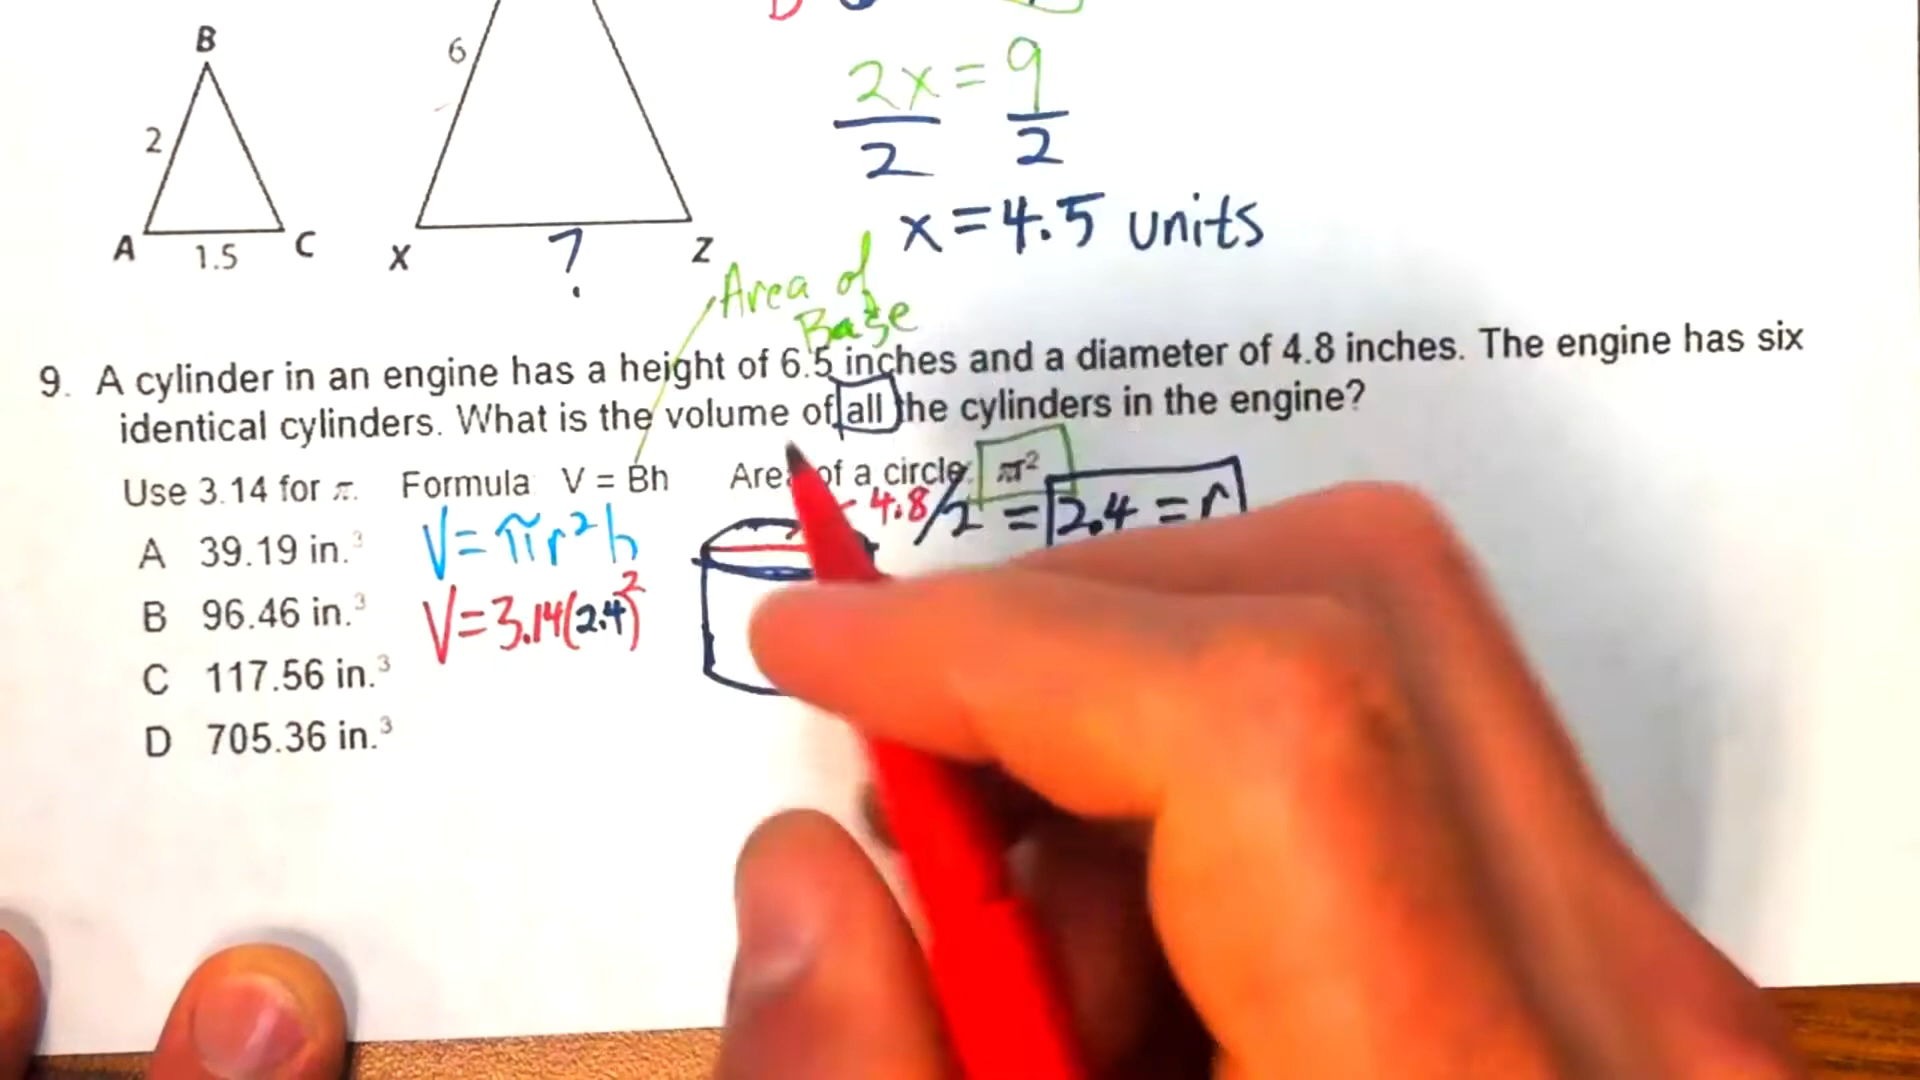 B
6
2
A 1.5 C
X ? Z
2x = 9
2 2
x = 4.5 units
Area of
Base
9. A cylinder in an engine has a height of 6.5 inches and a diameter of 4.8 inches. The engine has six
identical cylinders. What is the volume of all the cylinders in the engine?
Use 3.14 for π. Formula V = Bh Area of a circle πr²
4.8/2 = 2.4 = r
A 39.19 in.³
V = πr²h
B 96.46 in.³
V = 3.14(2.4)²
C 117.56 in.³
D 705.36 in.³